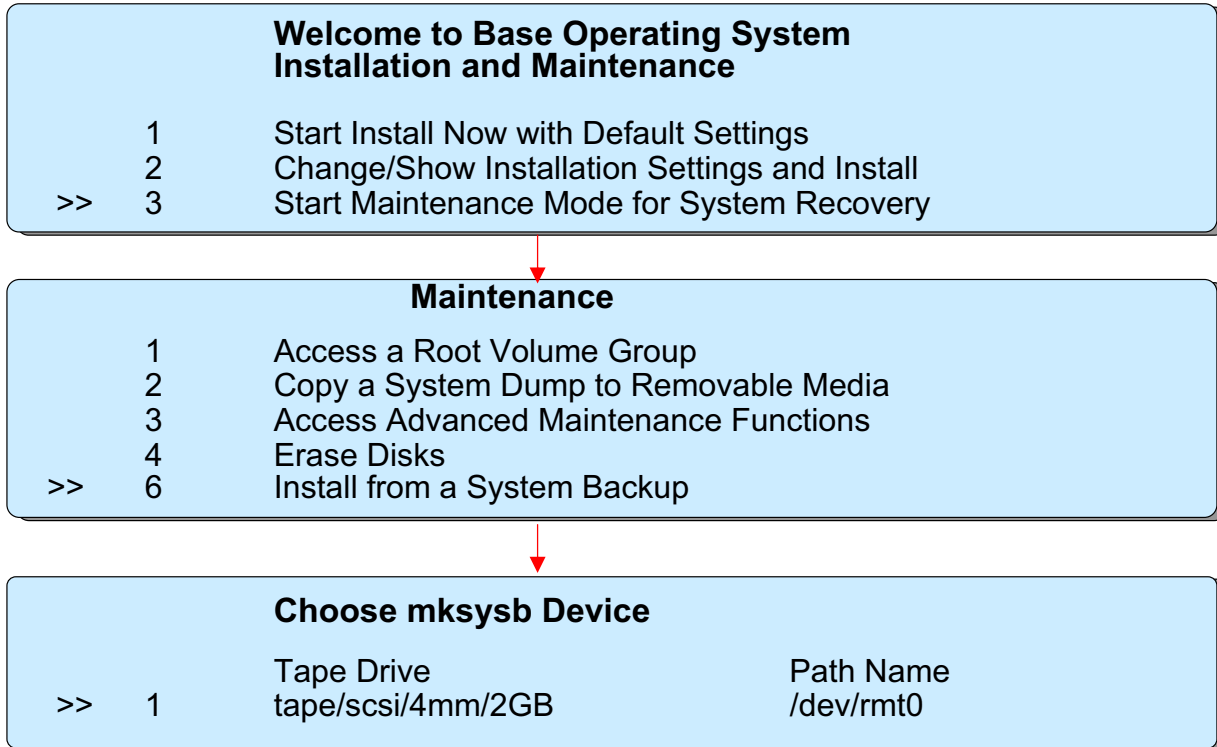 Welcome to Base Operating System
Installation and Maintenance
1 Start Install Now with Default Settings
2 Change/Show Installation Settings and Install
>> 3 Start Maintenance Mode for System Recovery
Maintenance
1 Access a Root Volume Group
2 Copy a System Dump to Removable Media
3 Access Advanced Maintenance Functions
4 Erase Disks
>> 6 Install from a System Backup
Choose mksysb Device
Tape Drive Path Name
>> 1 tape/scsi/4mm/2GB /dev/rmt0